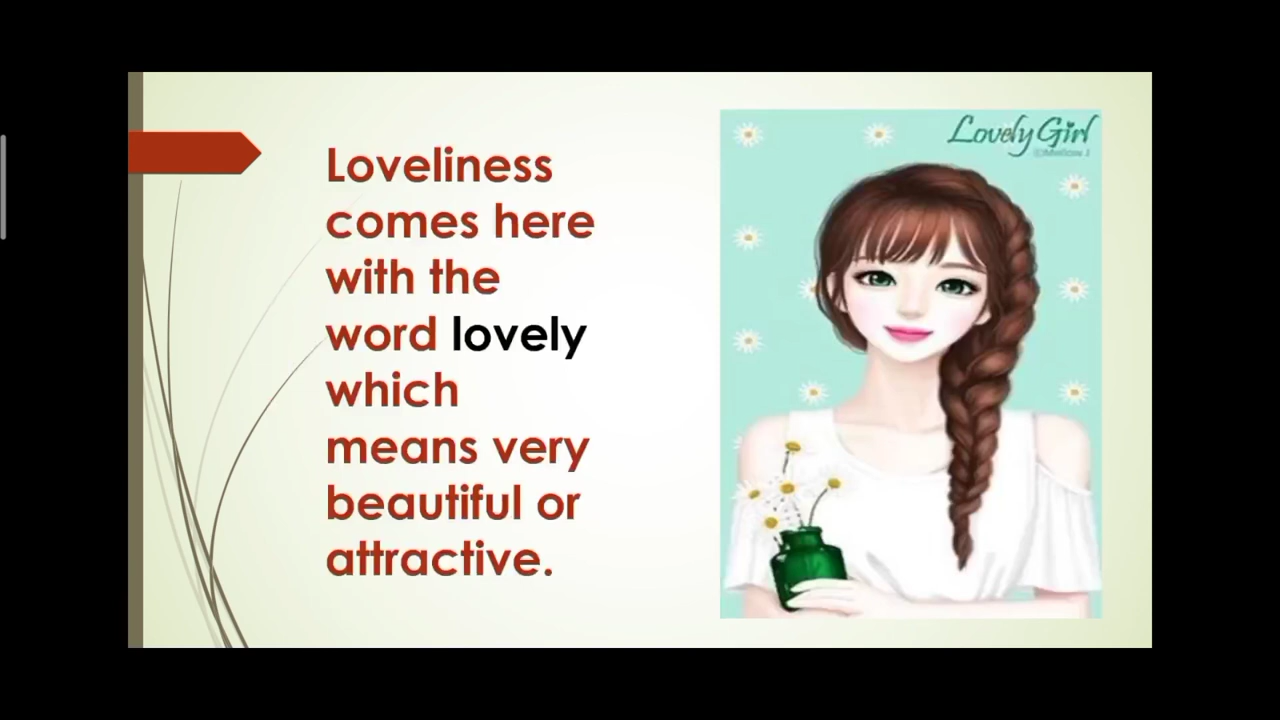 Loveliness
comes here
with the
word lovely
which
means very
beautiful or
attractive.
Lovely Girl